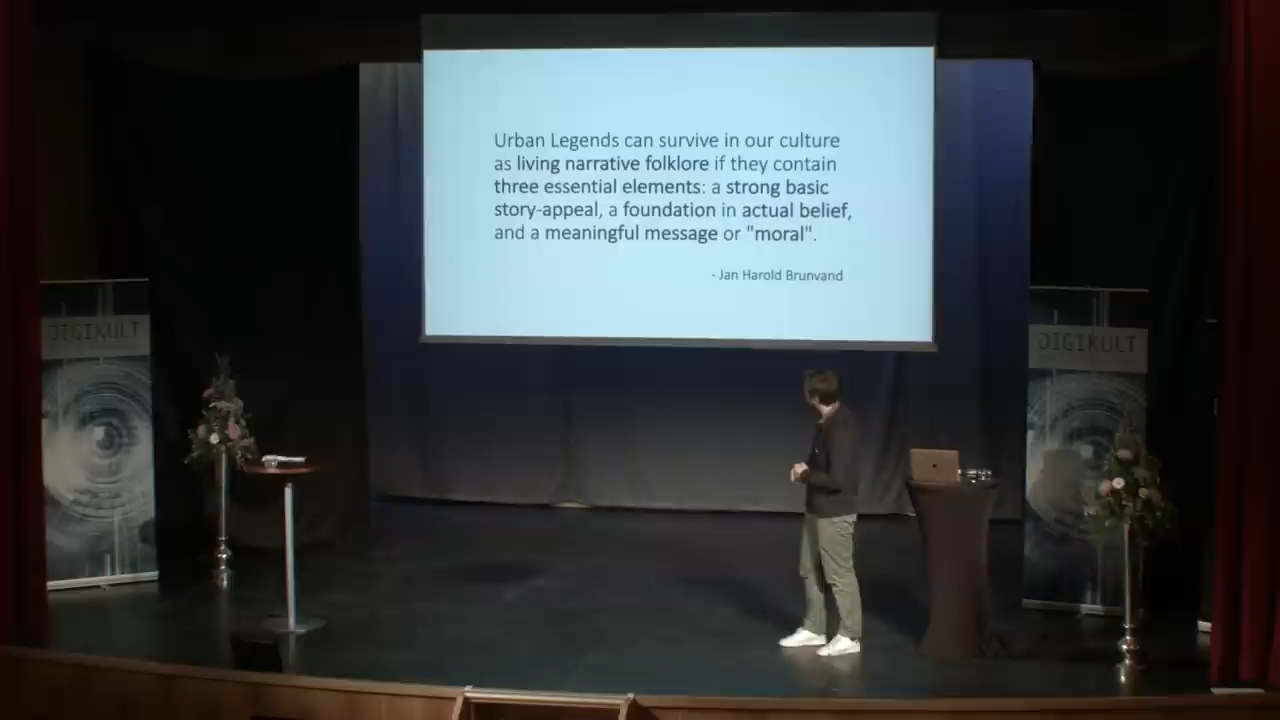 Urban Legends can survive in our culture
as living narrative folklore if they contain
three essential elements: a strong basic
story-appeal, a foundation in actual belief,
and a meaningful message or "moral".
- Jan Harold Brunvand
DIGIKULT
DIGIKULT